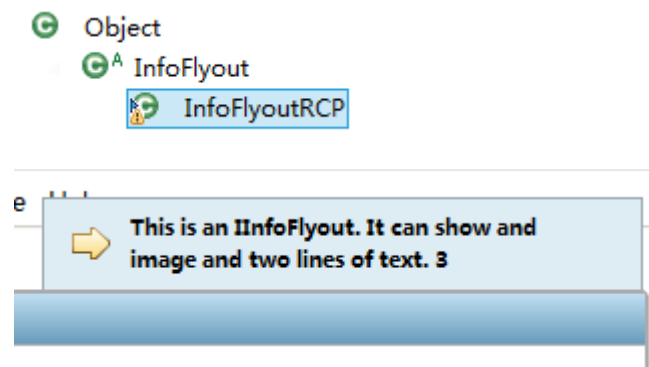 Object
A InfoFlyout
InfoFlyoutRCP
e
This is an IInfoFlyout. It can show and
image and two lines of text. 3